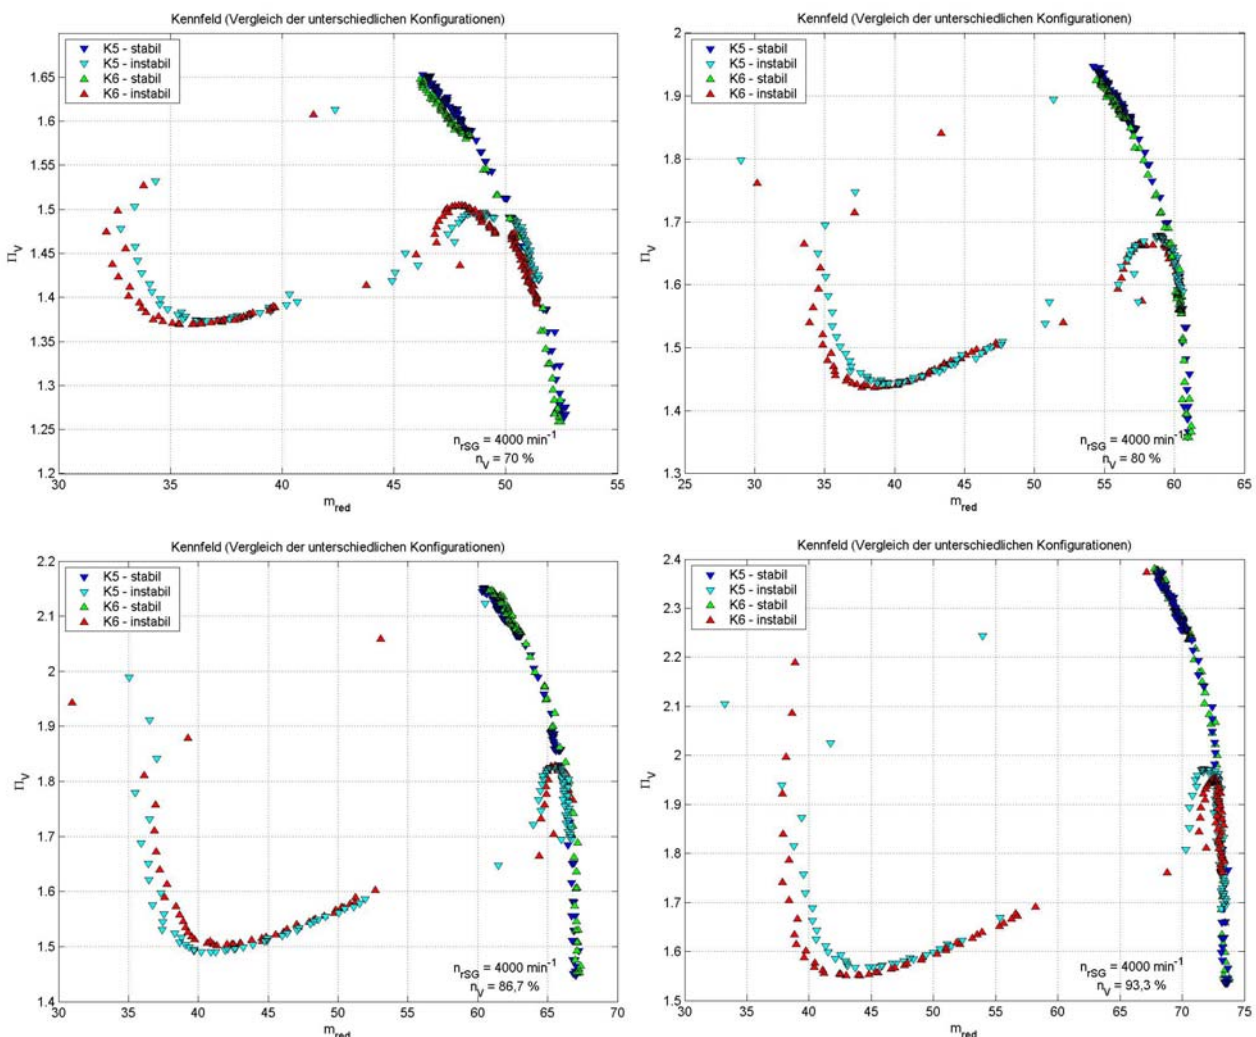 Kennfeld (Vergleich der unterschiedlichen Konfigurationen)
K5 - stabil
K5 - instabil
K6 - stabil
K6 - instabil
1.65
1.6
1.55
1.5
1.45
1.4
1.35
1.3
1.25
1.2
Π_V
n_rSG = 4000 min^-1
n_V = 70 %
30 35 40 45 50 55
m_red
Kennfeld (Vergleich der unterschiedlichen Konfigurationen)
K5 - stabil
K5 - instabil
K6 - stabil
K6 - instabil
2
1.9
1.8
1.7
1.6
1.5
1.4
1.3
Π_V
n_rSG = 4000 min^-1
n_V = 80 %
25 30 35 40 45 50 55 60 65
m_red
Kennfeld (Vergleich der unterschiedlichen Konfigurationen)
K5 - stabil
K5 - instabil
K6 - stabil
K6 - instabil
2.2
2.1
2
1.9
1.8
1.7
1.6
1.5
1.4
Π_V
n_rSG = 4000 min^-1
n_V = 86,7 %
30 35 40 45 50 55 60 65 70
m_red
Kennfeld (Vergleich der unterschiedlichen Konfigurationen)
K5 - stabil
K5 - instabil
K6 - stabil
K6 - instabil
2.4
2.3
2.2
2.1
2
1.9
1.8
1.7
1.6
1.5
Π_V
n_rSG = 4000 min^-1
n_V = 93,3 %
30 35 40 45 50 55 60 65 70 75
m_red